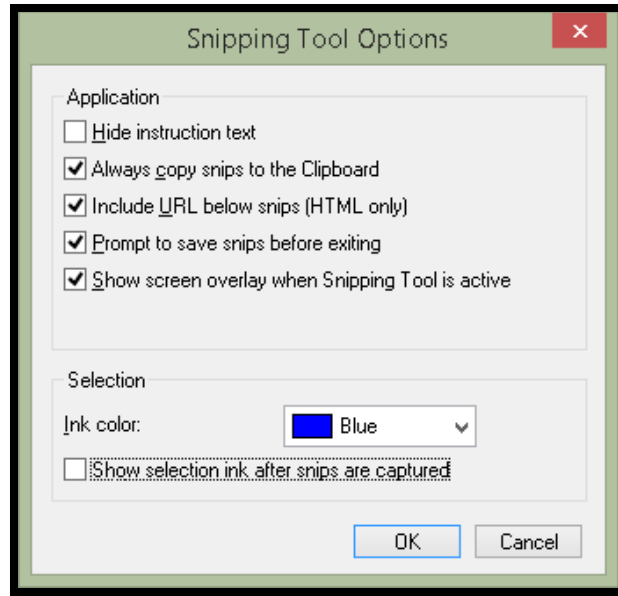 Snipping Tool Options
Application
Hide instruction text
Always copy snips to the Clipboard
Include URL below snips (HTML only)
Prompt to save snips before exiting
Show screen overlay when Snipping Tool is active
Selection
Ink color: Blue
Show selection ink after snips are captured
OK Cancel